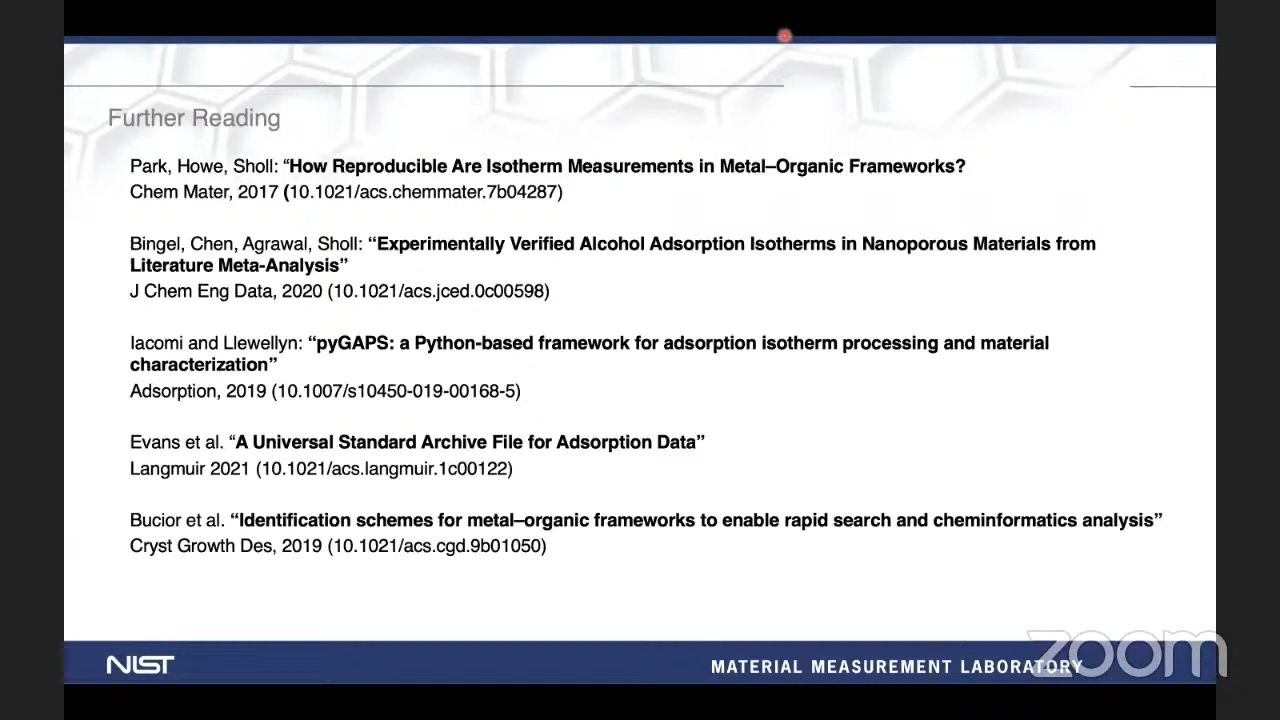 Further Reading
Park, Howe, Sholl: “How Reproducible Are Isotherm Measurements in Metal–Organic Frameworks?
Chem Mater, 2017 (10.1021/acs.chemmater.7b04287)
Bingel, Chen, Agrawal, Sholl: “Experimentally Verified Alcohol Adsorption Isotherms in Nanoporous Materials from
Literature Meta-Analysis”
J Chem Eng Data, 2020 (10.1021/acs.jced.0c00598)
Iacomi and Llewellyn: “pyGAPS: a Python-based framework for adsorption isotherm processing and material
characterization”
Adsorption, 2019 (10.1007/s10450-019-00168-5)
Evans et al. “A Universal Standard Archive File for Adsorption Data”
Langmuir 2021 (10.1021/acs.langmuir.1c00122)
Bucior et al. “Identification schemes for metal–organic frameworks to enable rapid search and cheminformatics analysis”
Cryst Growth Des, 2019 (10.1021/acs.cgd.9b01050)
NIST
MATERIAL MEASUREMENT LABORATORY
zoom